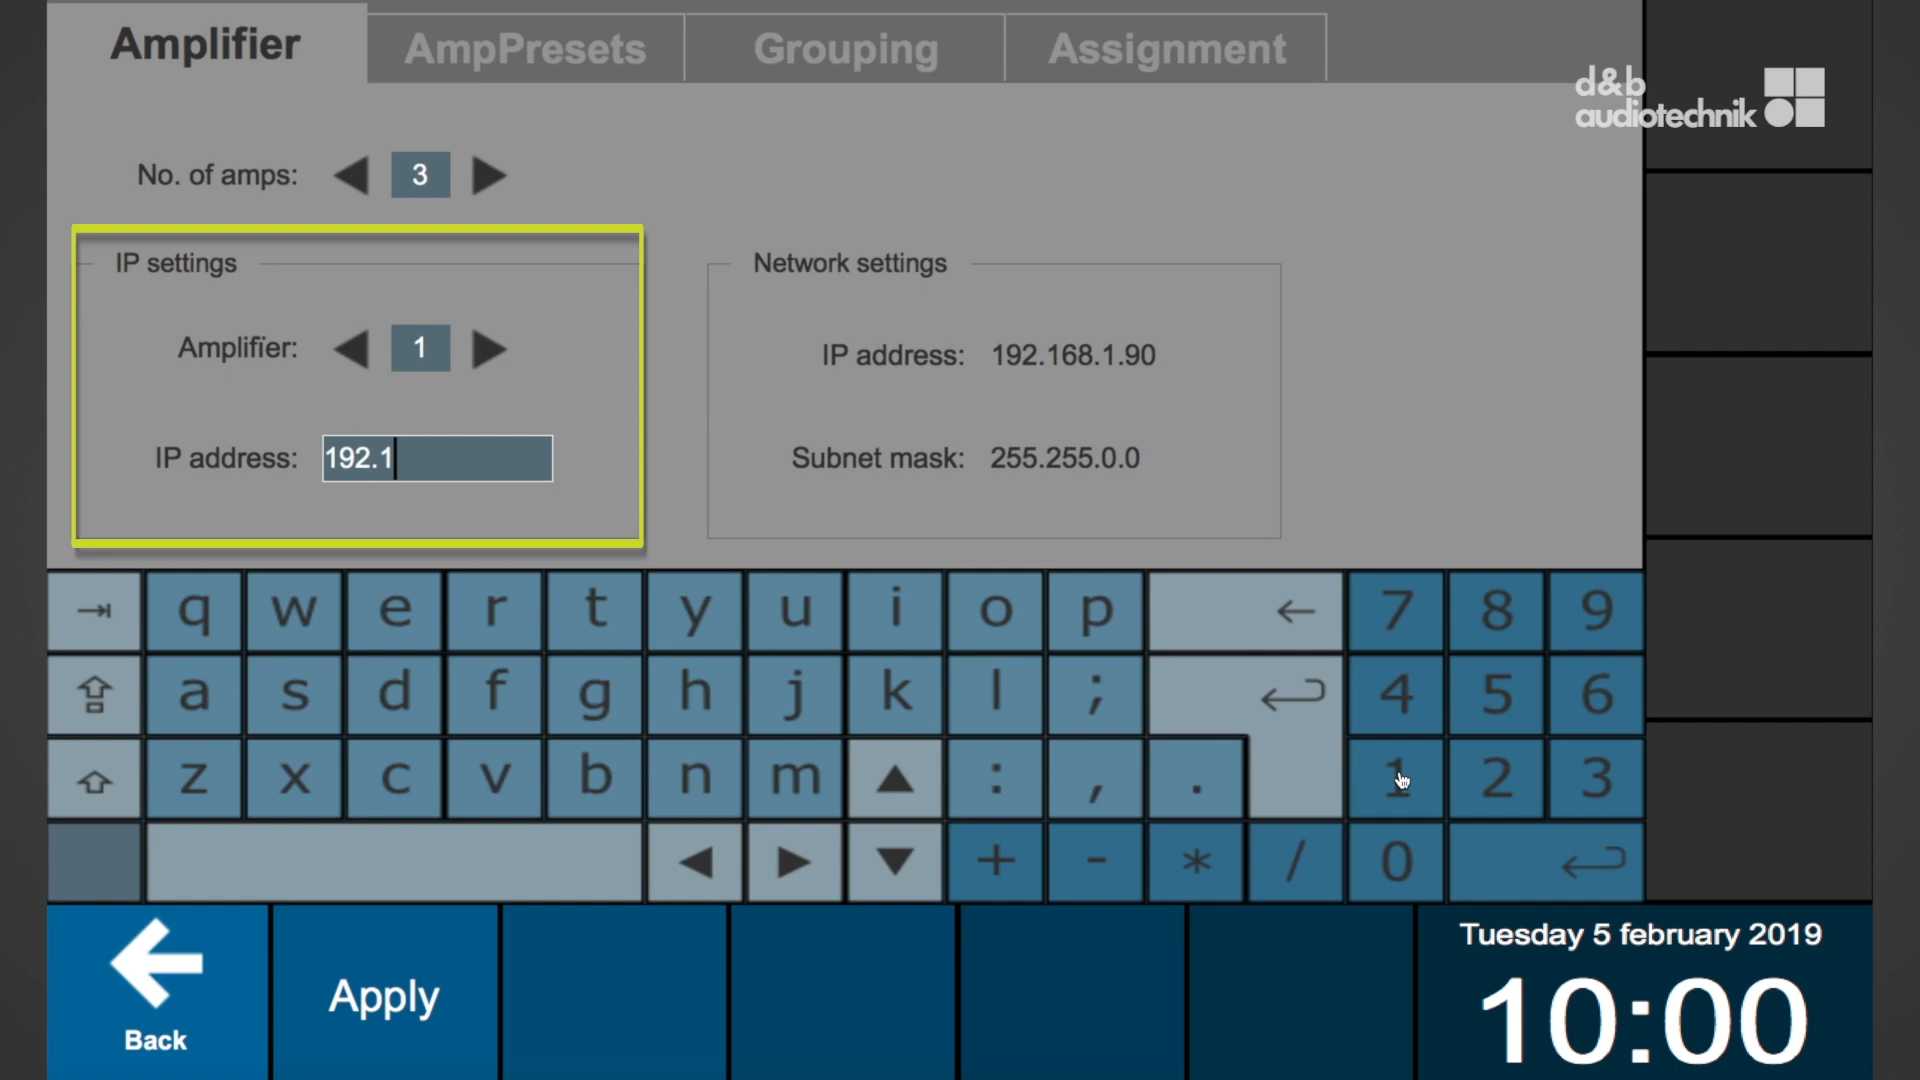 Amplifier AmpPresets Grouping Assignment
d&b
audiotechnik
No. of amps: 3
IP settings
Amplifier: 1
IP address: 192.1
Network settings
IP address: 192.168.1.90
Subnet mask: 255.255.0.0
q w e r t y u i o p 7 8 9
a s d f g h j k l ; 4 5 6
z x c v b n m : , . 1 2 3
+ - * / 0
Back
Apply
Tuesday 5 february 2019
10:00